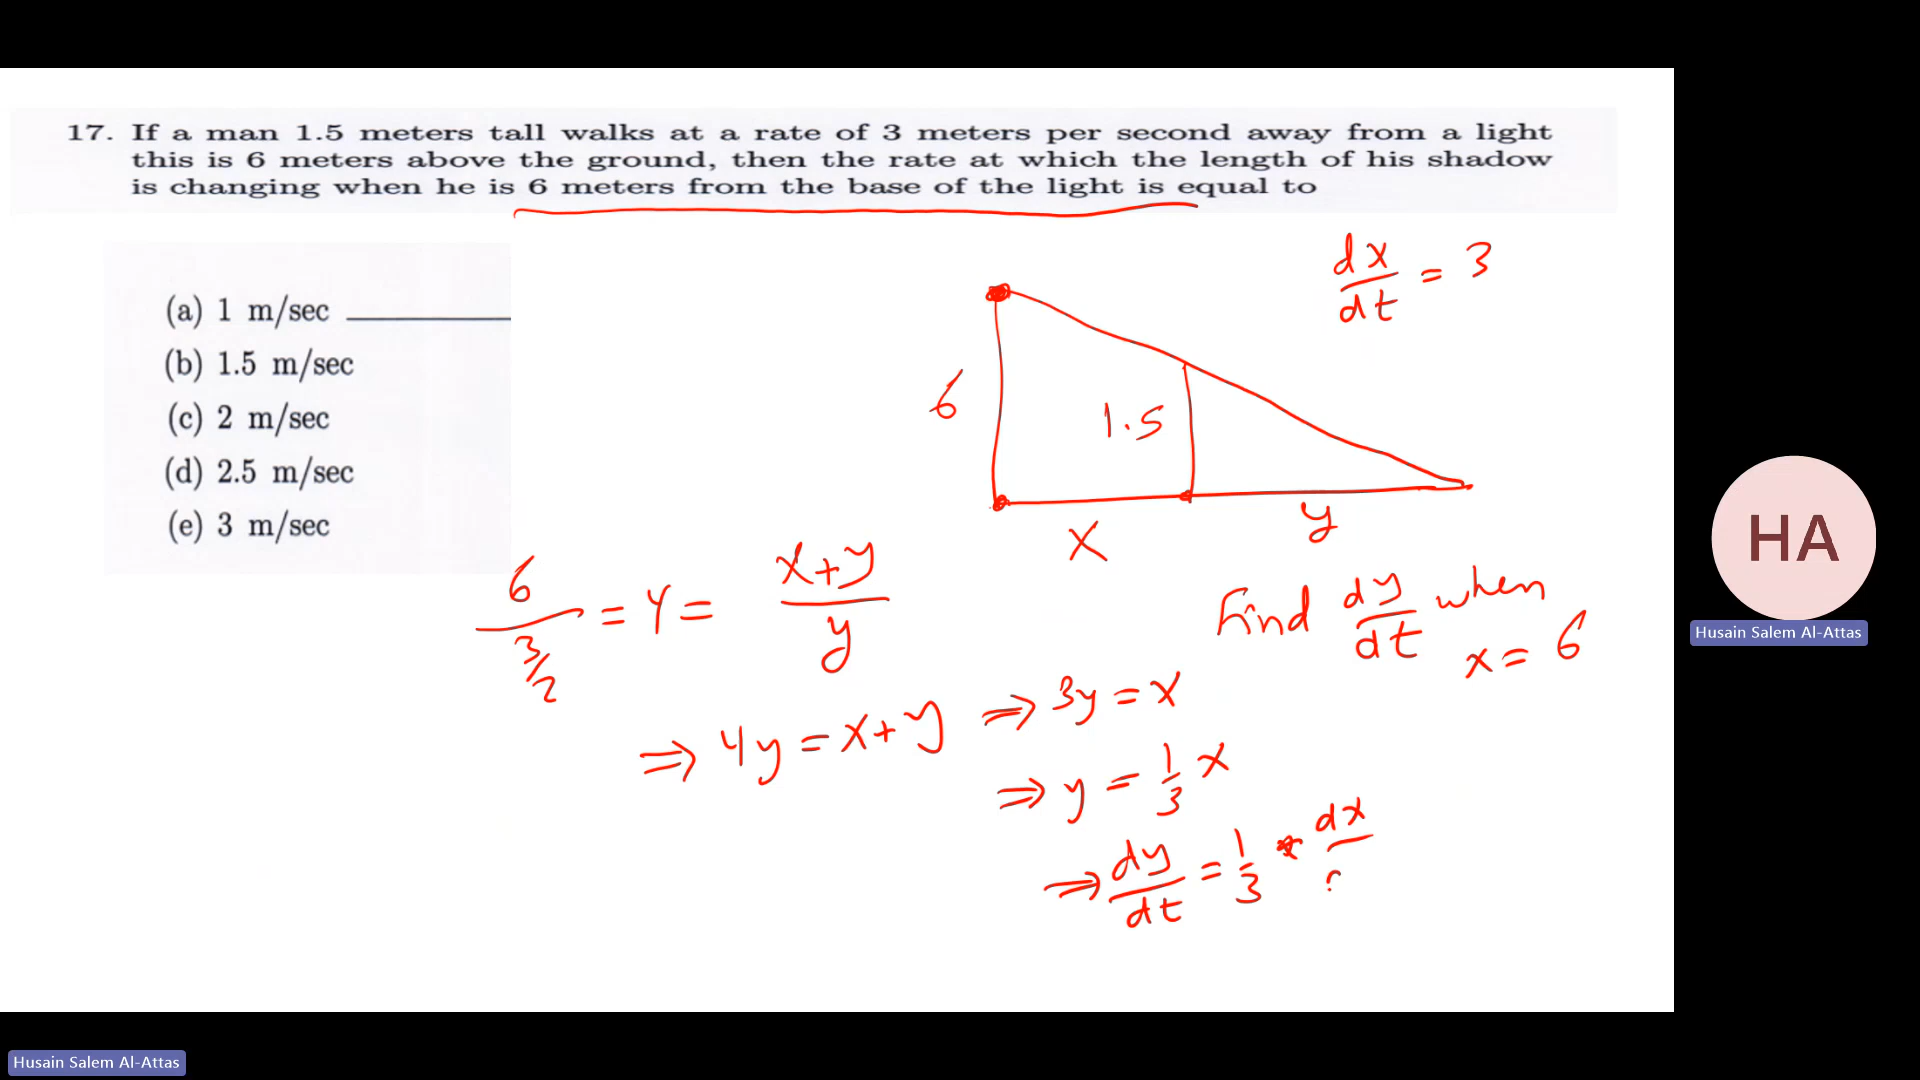 17. If a man 1.5 meters tall walks at a rate of 3 meters per second away from a light
this is 6 meters above the ground, then the rate at which the length of his shadow
is changing when he is 6 meters from the base of the light is equal to
(a) 1 m/sec
(b) 1.5 m/sec
(c) 2 m/sec
(d) 2.5 m/sec
(e) 3 m/sec
dx/dt = 3
6
1.5
x
y
Find dy/dt when
x = 6
6/(3/2) = 4 = (x+y)/y
⇒ 4y = x+y ⇒ 3y = x
⇒ y = 1/3 x
⇒ dy/dt = 1/3 * dx/
HA
Husain Salem Al-Attas
Husain Salem Al-Attas